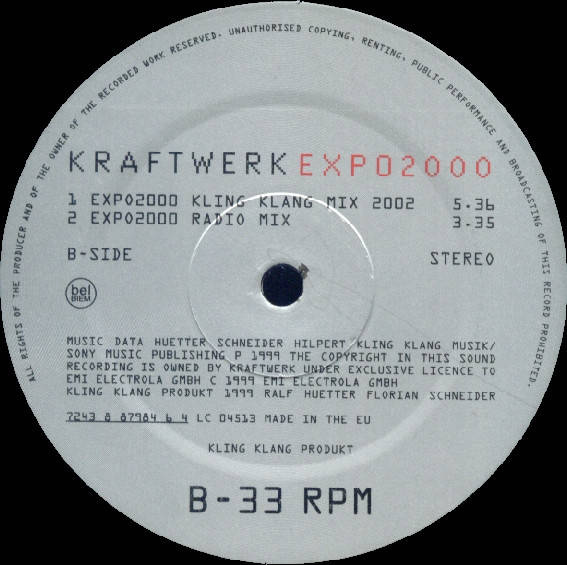 ALL RIGHTS OF THE PRODUCER AND OF THE OWNER OF THE RECORDED WORK RESERVED. UNAUTHORISED COPYING, RENTING, PUBLIC PERFORMANCE AND BROADCASTING OF THIS RECORD PROHIBITED.
KRAFTWERK EXPO2000
1 EXPO2000 KLING KLANG MIX 2002 5.36
2 EXPO2000 RADIO MIX 3.35
B-SIDE STEREO
bel
BIEM
MUSIC DATA HUETTER SCHNEIDER HILPERT KLING KLANG MUSIK/
SONY MUSIC PUBLISHING P 1999 THE COPYRIGHT IN THIS SOUND
RECORDING IS OWNED BY KRAFTWERK UNDER EXCLUSIVE LICENCE TO
EMI ELECTROLA GMBH C 1999 EMI ELECTROLA GMBH
KLING KLANG PRODUKT 1999 RALF HUETTER FLORIAN SCHNEIDER
7243 8 87984 6 4 LC 04513 MADE IN THE EU
KLING KLANG PRODUKT
B-33 RPM